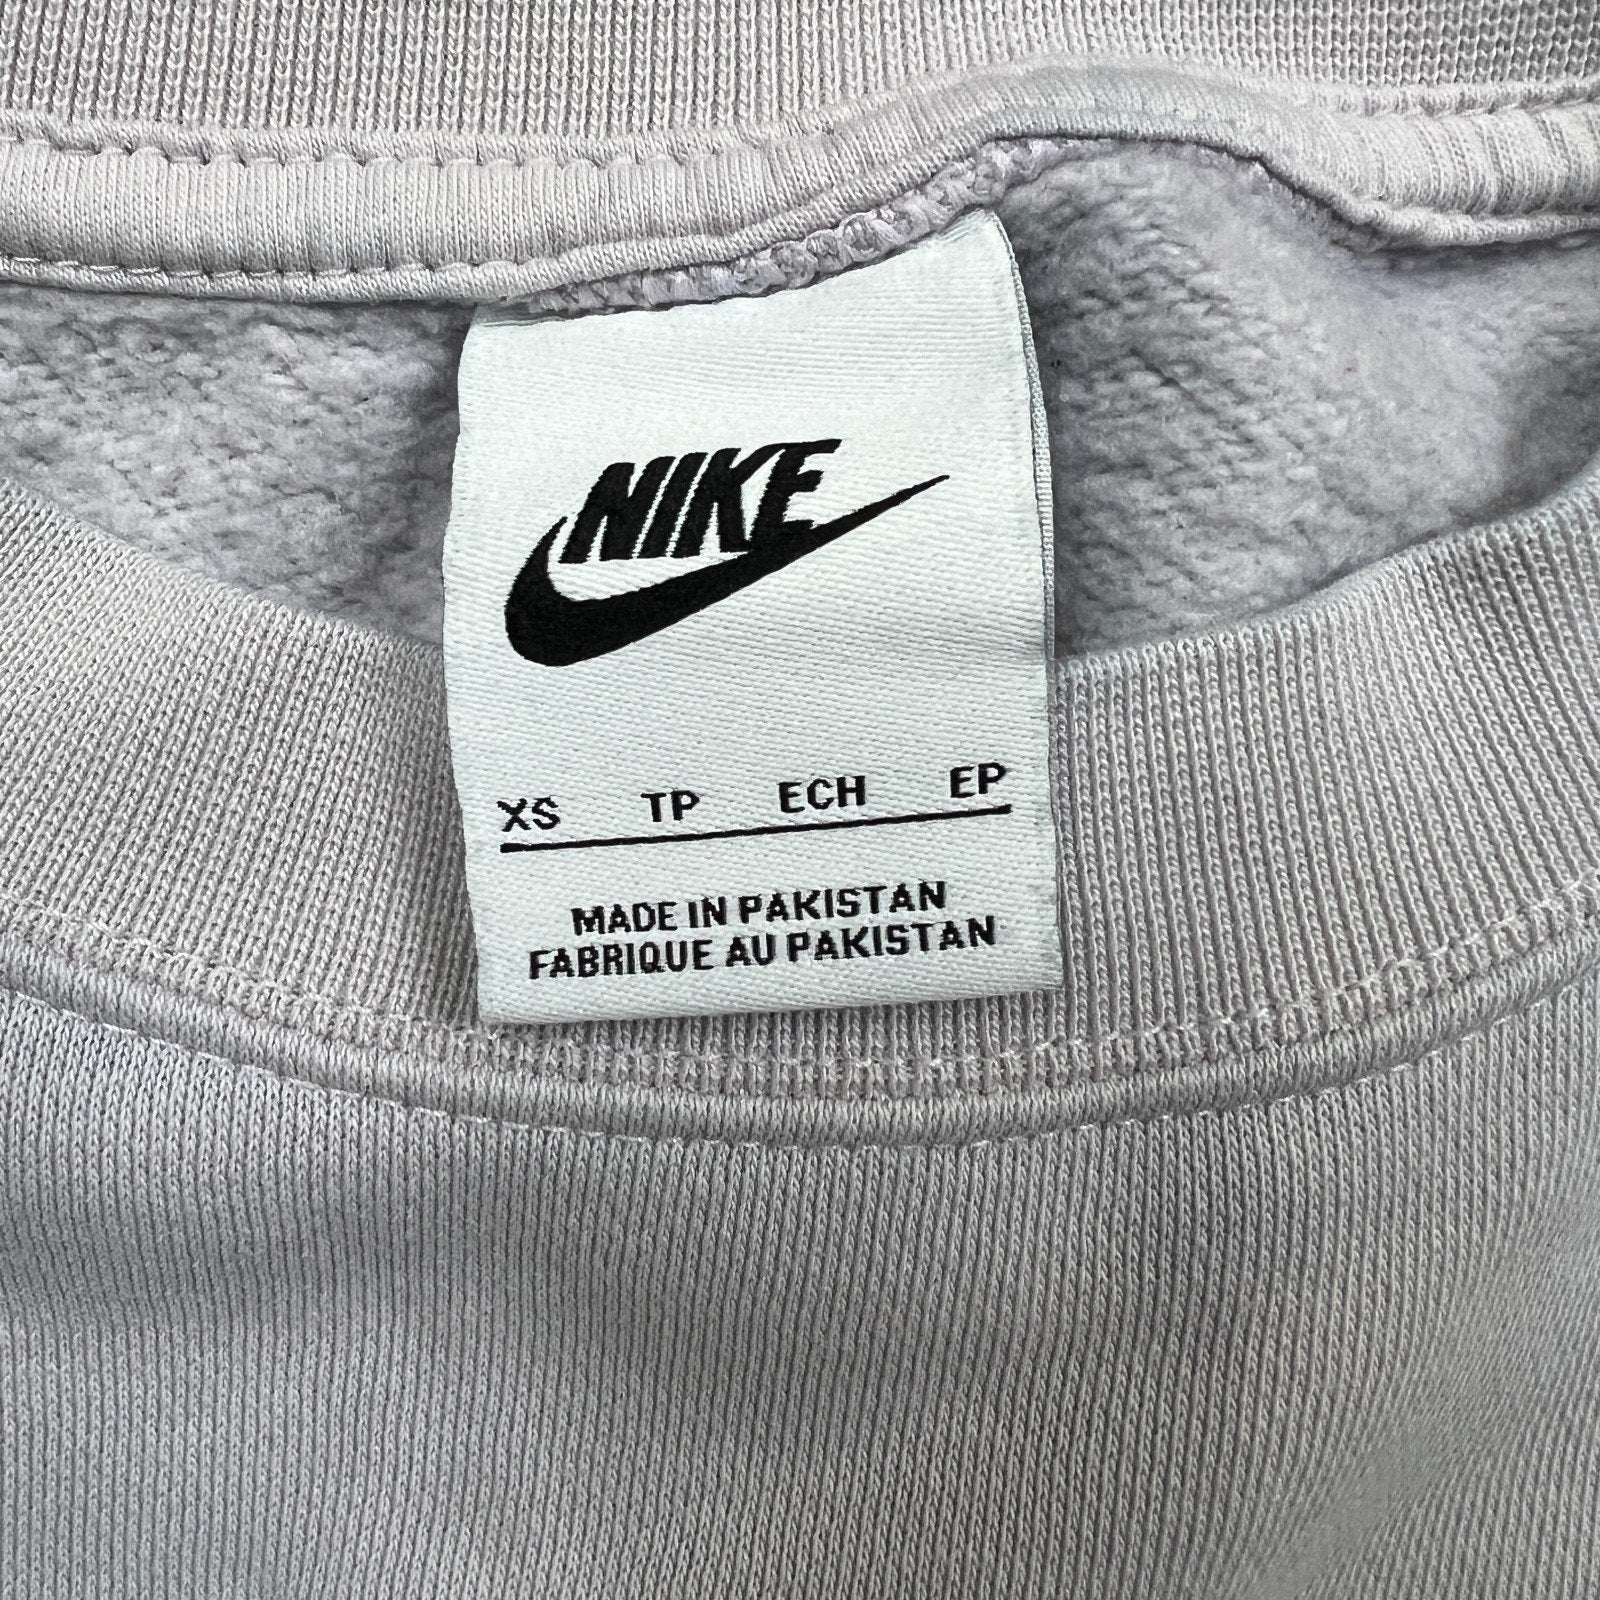 NIKE
XS TP ECH EP
MADE IN PAKISTAN
FABRIQUE AU PAKISTAN